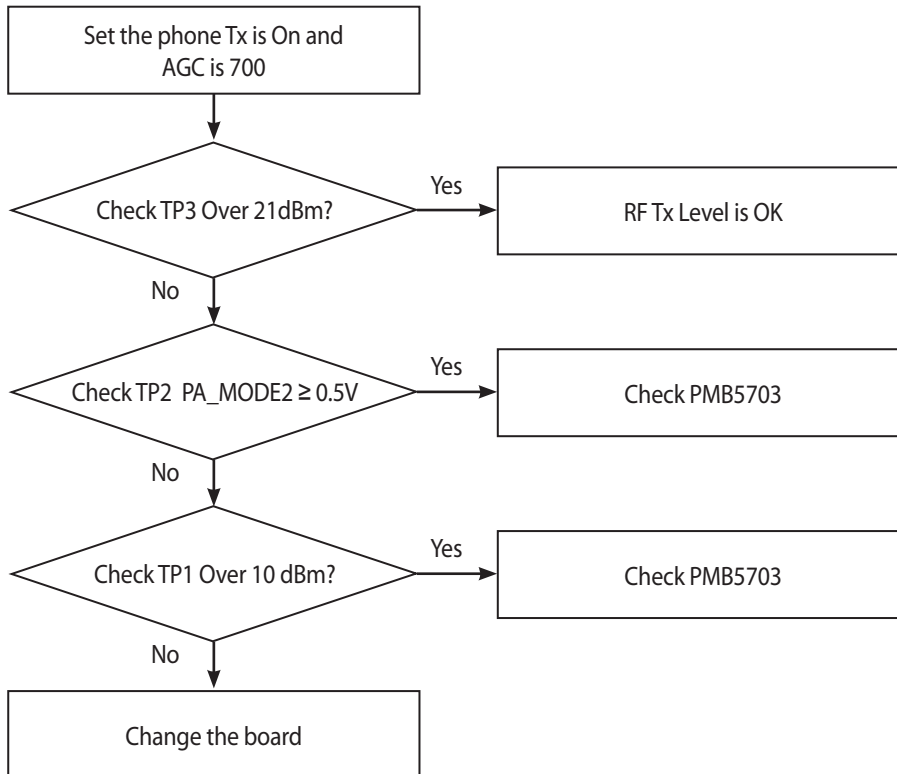 Set the phone Tx is On and
AGC is 700
Yes
Check TP3 Over 21dBm?
RF Tx Level is OK
No
Yes
Check TP2 PA_MODE2 ≥ 0.5V
Check PMB5703
No
Yes
Check TP1 Over 10 dBm?
Check PMB5703
No
Change the board